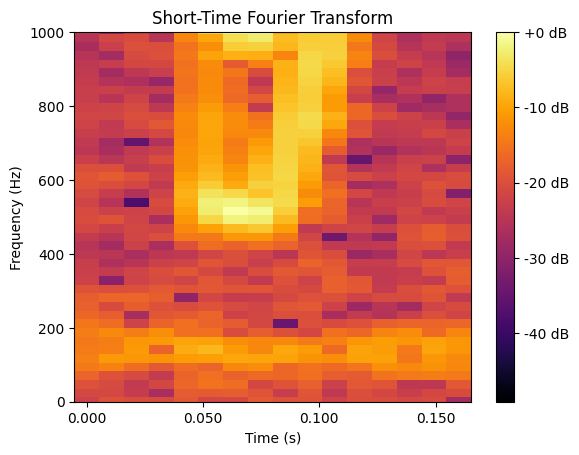 Short-Time Fourier Transform
Frequency (Hz)
1000
800
600
400
200
0
0.000
0.050
0.100
0.150
Time (s)
+0 dB
-10 dB
-20 dB
-30 dB
-40 dB